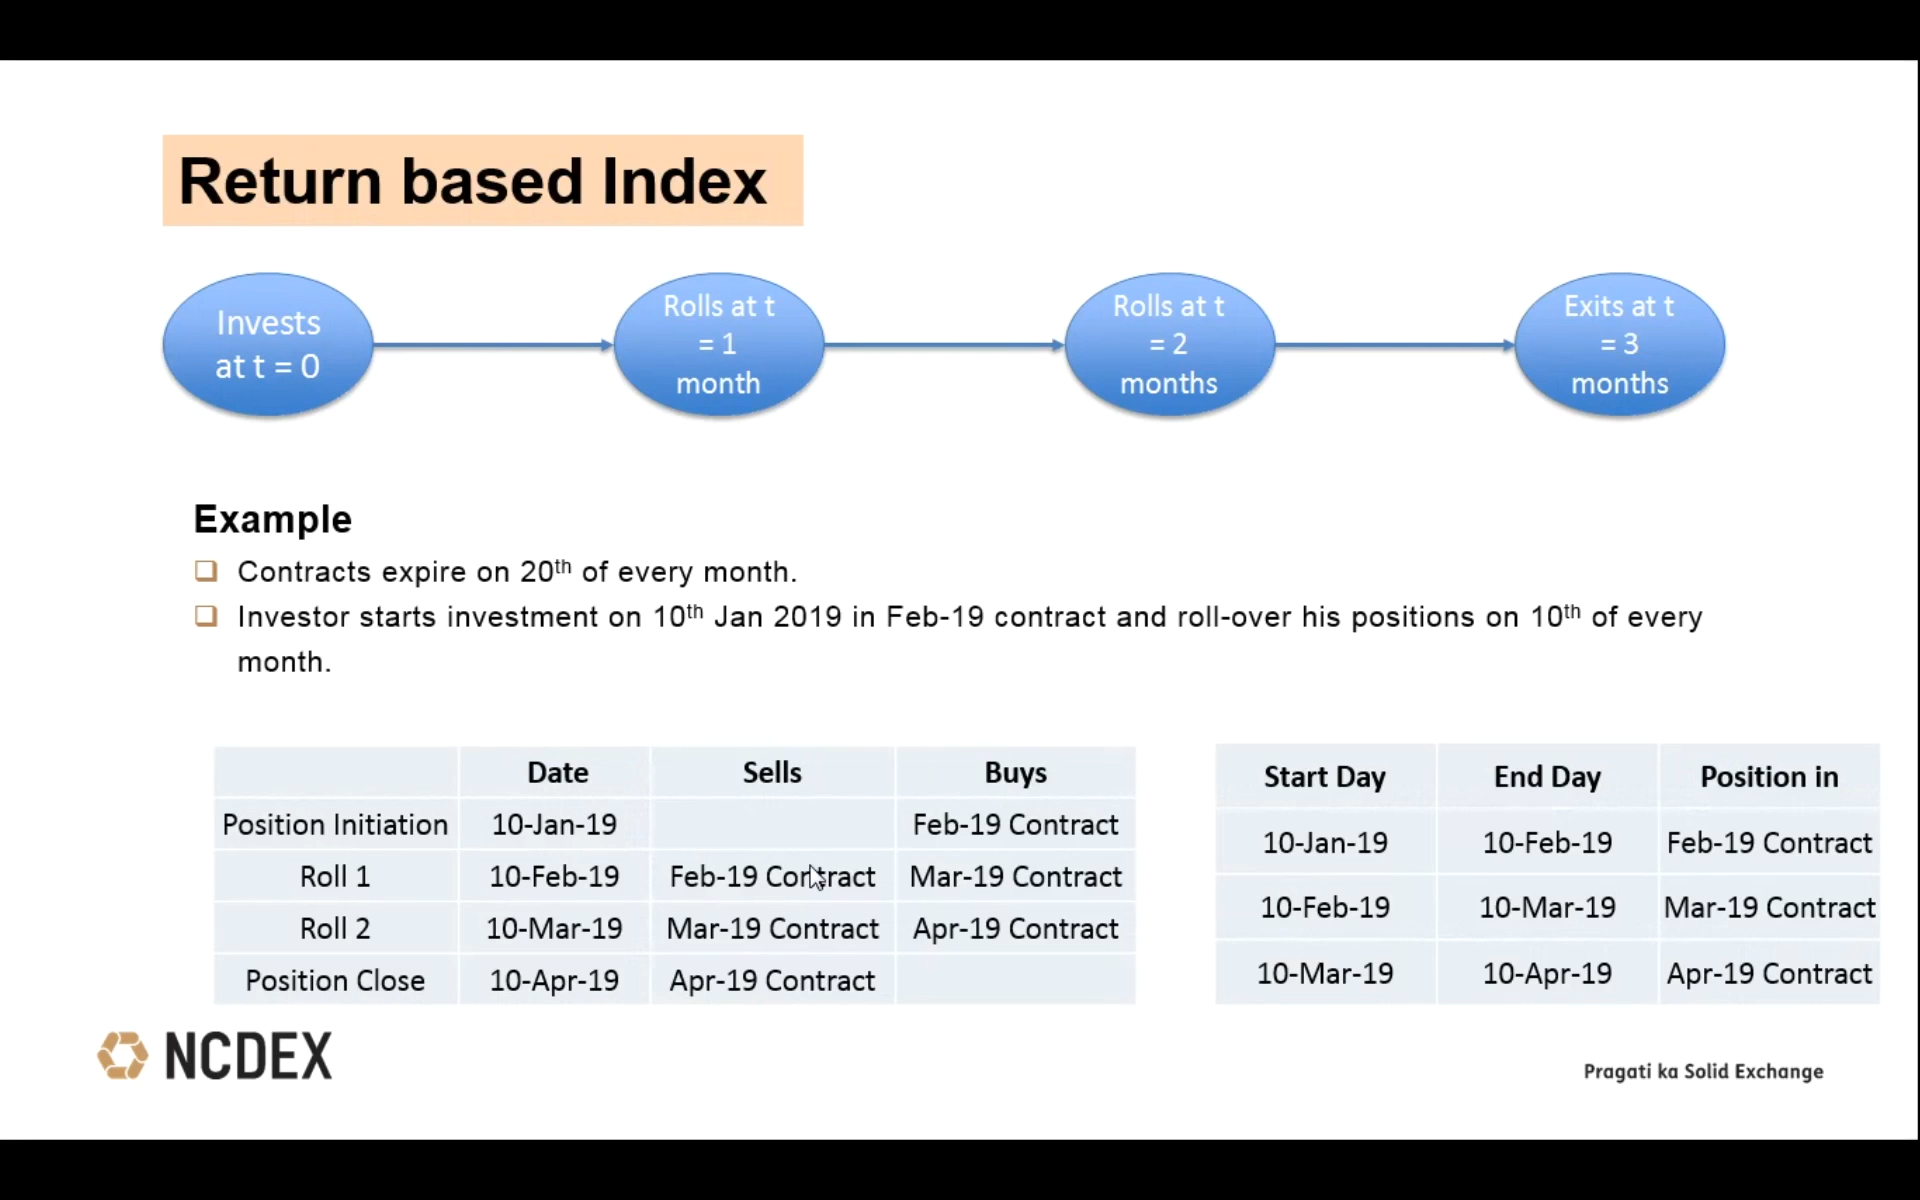 Return based Index
Invests
at t = 0
Rolls at t
= 1
month
Rolls at t
= 2
months
Exits at t
= 3
months
Example
Contracts expire on 20th of every month.
Investor starts investment on 10th Jan 2019 in Feb-19 contract and roll-over his positions on 10th of every
month.
Date Sells Buys
Position Initiation 10-Jan-19 Feb-19 Contract
Roll 1 10-Feb-19 Feb-19 Contract Mar-19 Contract
Roll 2 10-Mar-19 Mar-19 Contract Apr-19 Contract
Position Close 10-Apr-19 Apr-19 Contract
Start Day End Day Position in
10-Jan-19 10-Feb-19 Feb-19 Contract
10-Feb-19 10-Mar-19 Mar-19 Contract
10-Mar-19 10-Apr-19 Apr-19 Contract
NCDEX
Pragati ka Solid Exchange